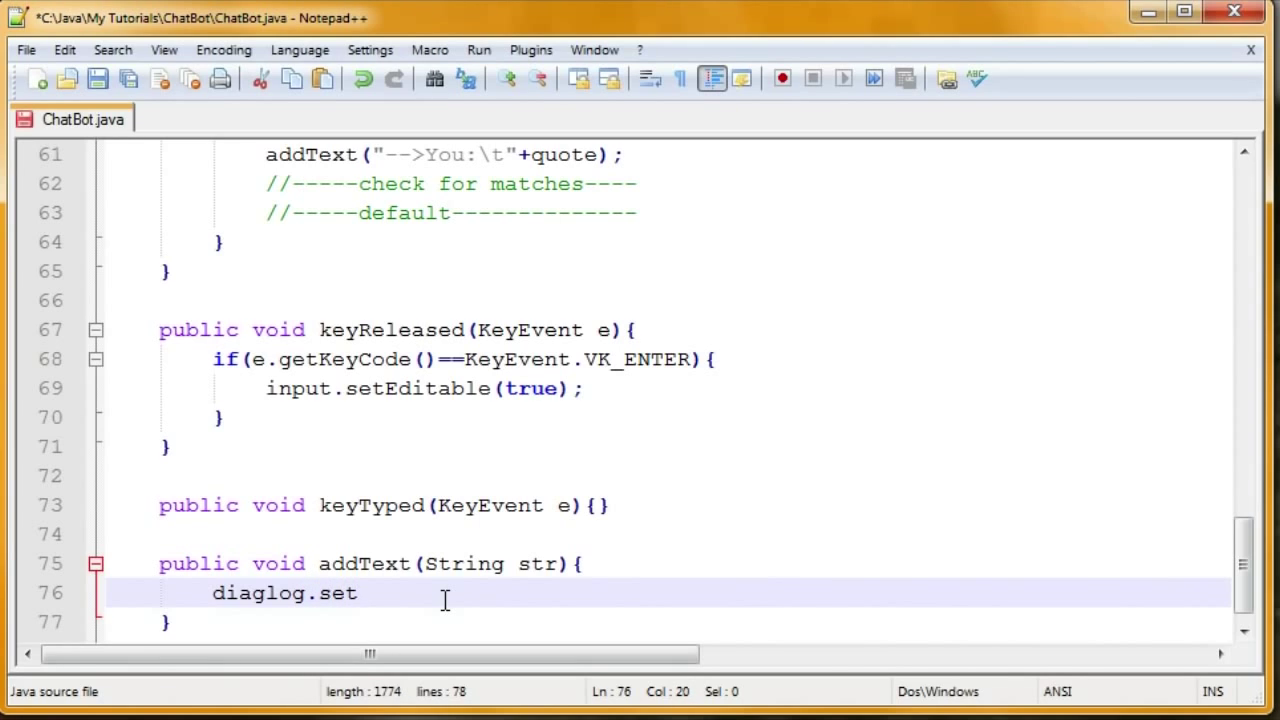 *C:\Java\My Tutorials\ChatBot\ChatBot.java - Notepad++
File Edit Search View Encoding Language Settings Macro Run Plugins Window ? X
ABC
ChatBot.java
61 addText("-->You:\t"+quote);
62 //-----check for matches----
63 //-----default--------------
64 }
65 }
66
67 public void keyReleased(KeyEvent e){
68 if(e.getKeyCode()==KeyEvent.VK_ENTER){
69 input.setEditable(true);
70 }
71 }
72
73 public void keyTyped(KeyEvent e){}
74
75 public void addText(String str){
76 diaglog.set
77 }
Java source file length : 1774 lines : 78 Ln : 76 Col : 20 Sel : 0 Dos\Windows ANSI INS